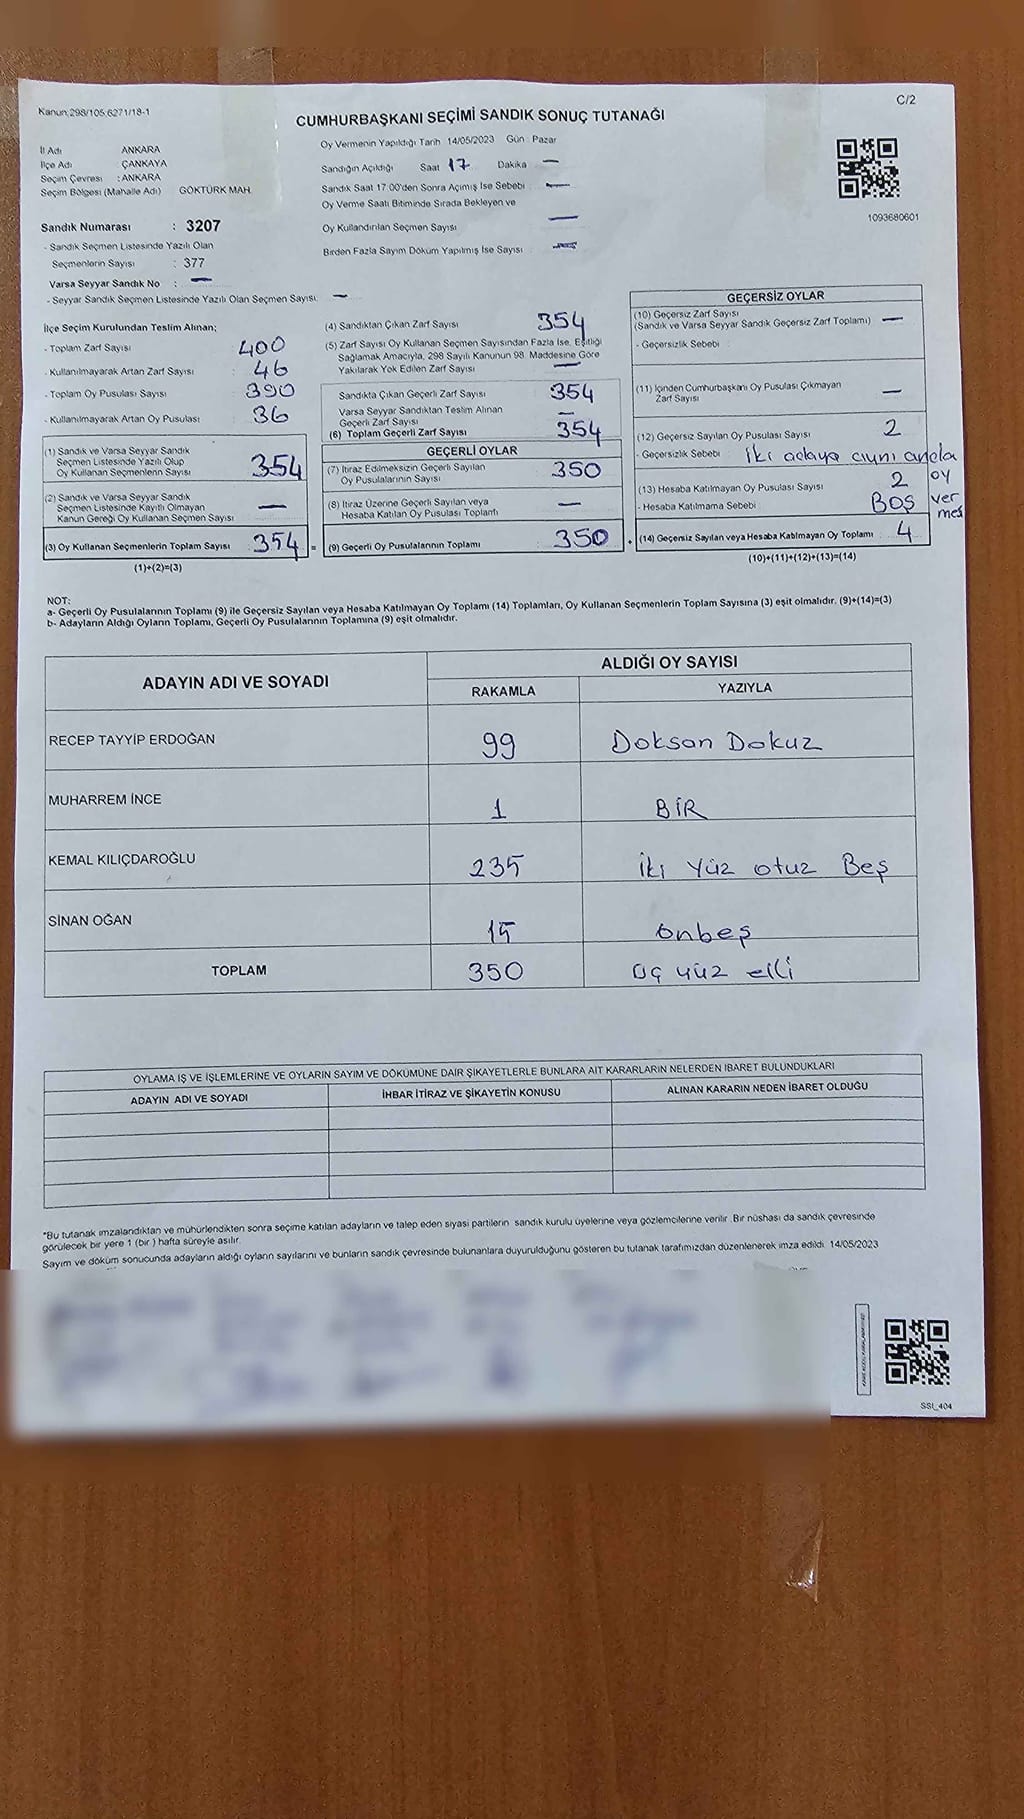 Kanun:298/105,6271/18-1
C/2
CUMHURBAŞKANI SEÇİMİ SANDIK SONUÇ TUTANAĞI
İl Adı ANKARA
İlçe Adı ÇANKAYA
Seçim Çevresi : ANKARA
Seçim Bölgesi (Mahalle Adı) GÖKTÜRK MAH.
Oy Vermenin Yapıldığı Tarih 14/05/2023 Gün : Pazar
Sandığın Açıldığı Saat 17 Dakika —
Sandık Saat 17:00'den Sonra Açımış İse Sebebi —
Oy Verme Saati Bitiminde Sırada Bekleyen ve
Oy Kullandırılan Seçmen Sayısı —
Birden Fazla Sayım Döküm Yapılmış İse Sayısı —
1093680601
Sandık Numarası : 3207
- Sandık Seçmen Listesinde Yazılı Olan
Seçmenlerin Sayısı : 377
Varsa Seyyar Sandık No : —
- Seyyar Sandık Seçmen Listesinde Yazılı Olan Seçmen Sayısı. —
İlçe Seçim Kurulundan Teslim Alınan;
- Toplam Zarf Sayısı : 400
- Kullanılmayarak Artan Zarf Sayısı : 46
- Toplam Oy Pusulası Sayısı : 390
- Kullanılmayarak Artan Oy Pusulası : 36
(1) Sandık ve Varsa Seyyar Sandık
Seçmen Listesinde Yazılı Olup
Oy Kullanan Seçmenlerin Sayısı 354
(2) Sandık ve Varsa Seyyar Sandık
Seçmen Listesinde Kayıtlı Olmayan
Kanun Gereği Oy Kullanan Seçmen Sayısı —
(3) Oy Kullanan Seçmenlerin Toplam Sayısı 354 =
(1)+(2)=(3)
(4) Sandıktan Çıkan Zarf Sayısı 354
(5) Zarf Sayısı Oy Kullanan Seçmen Sayısından Fazla İse, Eşitliği
Sağlamak Amacıyla, 298 Sayılı Kanunun 98. Maddesine Göre
Yakılarak Yok Edilen Zarf Sayısı —
Sandıkta Çıkan Geçerli Zarf Sayısı 354
Varsa Seyyar Sandıktan Teslim Alınan
Geçerli Zarf Sayısı —
(6) Toplam Geçerli Zarf Sayısı 354
GEÇERLİ OYLAR
(7) İtiraz Edilmeksizin Geçerli Sayılan
Oy Pusulalarının Sayısı 350
(8) İtiraz Üzerine Geçerli Sayılan veya
Hesaba Katılan Oy Pusulası Toplamı —
(9) Geçerli Oy Pusulalarının Toplamı 350 +
GEÇERSİZ OYLAR
(10) Geçersiz Zarf Sayısı
(Sandık ve Varsa Seyyar Sandık Geçersiz Zarf Toplamı) —
- Geçersizlik Sebebi :
(11) İçinden Cumhurbaşkanı Oy Pusulası Çıkmayan
Zarf Sayısı —
(12) Geçersiz Sayılan Oy Pusulası Sayısı 2
- Geçersizlik Sebebi : iki adaya aynı anda
oy
ver
mes
(13) Hesaba Katılmayan Oy Pusulası Sayısı 2
- Hesaba Katılmama Sebebi : BOŞ
(14) Geçersiz Sayılan veya Hesaba Katılmayan Oy Toplamı 4
(10)+(11)+(12)+(13)=(14)
NOT:
a- Geçerli Oy Pusulalarının Toplamı (9) ile Geçersiz Sayılan veya Hesaba Katılmayan Oy Toplamı (14) Toplamları, Oy Kullanan Seçmenlerin Toplam Sayısına (3) eşit olmalıdır. (9)+(14)=(3)
b- Adayların Aldığı Oyların Toplamı, Geçerli Oy Pusulalarının Toplamına (9) eşit olmalıdır.
ADAYIN ADI VE SOYADI ALDIĞI OY SAYISI
RAKAMLA YAZIYLA
RECEP TAYYİP ERDOĞAN 99 Doksan Dokuz
MUHARREM İNCE 1 BİR
KEMAL KILIÇDAROĞLU 235 İki Yüz otuz Beş
SİNAN OĞAN 15 onbeş
TOPLAM 350 üç yüz elli
OYLAMA İŞ VE İŞLEMLERİNE VE OYLARIN SAYIM VE DÖKÜMÜNE DAİR ŞİKAYETLERLE BUNLARA AİT KARARLARIN NELERDEN İBARET BULUNDUKLARI
ADAYIN ADI VE SOYADI İHBAR İTİRAZ VE ŞİKAYETİN KONUSU ALINAN KARARIN NEDEN İBARET OLDUĞU
*Bu tutanak imzalandıktan ve mühürlendikten sonra seçime katılan adayların ve talep eden siyasi partilerin sandık kurulu üyelerine veya gözlemcilerine verilir. Bir nüshası da sandık çevresinde
görülecek bir yere 1 (bir ) hafta süreyle asılır.
Sayım ve döküm sonucunda adayların aldığı oyların sayılarını ve bunların sandık çevresinde bulunanlara duyurulduğunu gösteren bu tutanak tarafımızdan düzenlenerek imza edildi. 14/05/2023
SSI_404